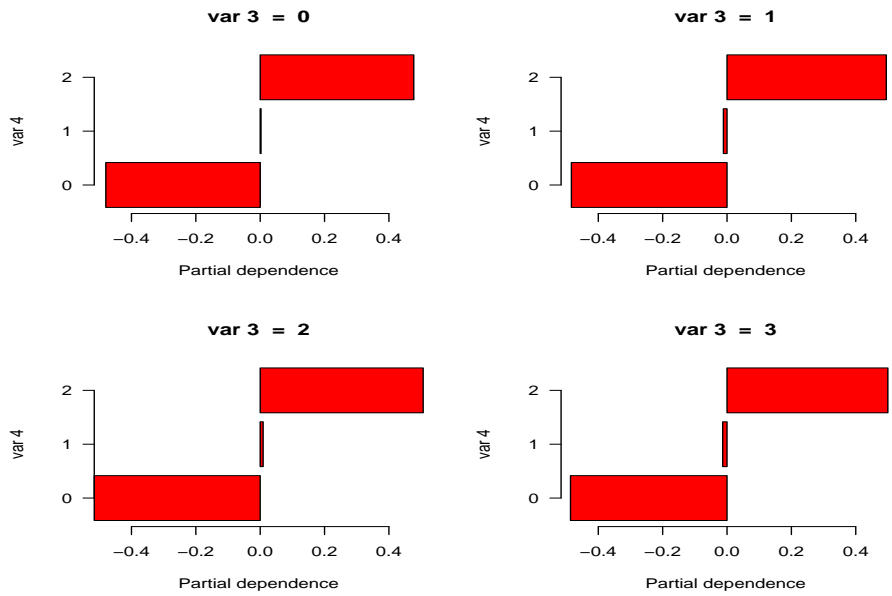 var 3 = 0
2
1
0
var 4
−0.4 −0.2 0.0 0.2 0.4
Partial dependence
var 3 = 1
2
1
0
var 4
−0.4 −0.2 0.0 0.2 0.4
Partial dependence
var 3 = 2
2
1
0
var 4
−0.4 −0.2 0.0 0.2 0.4
Partial dependence
var 3 = 3
2
1
0
var 4
−0.4 −0.2 0.0 0.2 0.4
Partial dependence